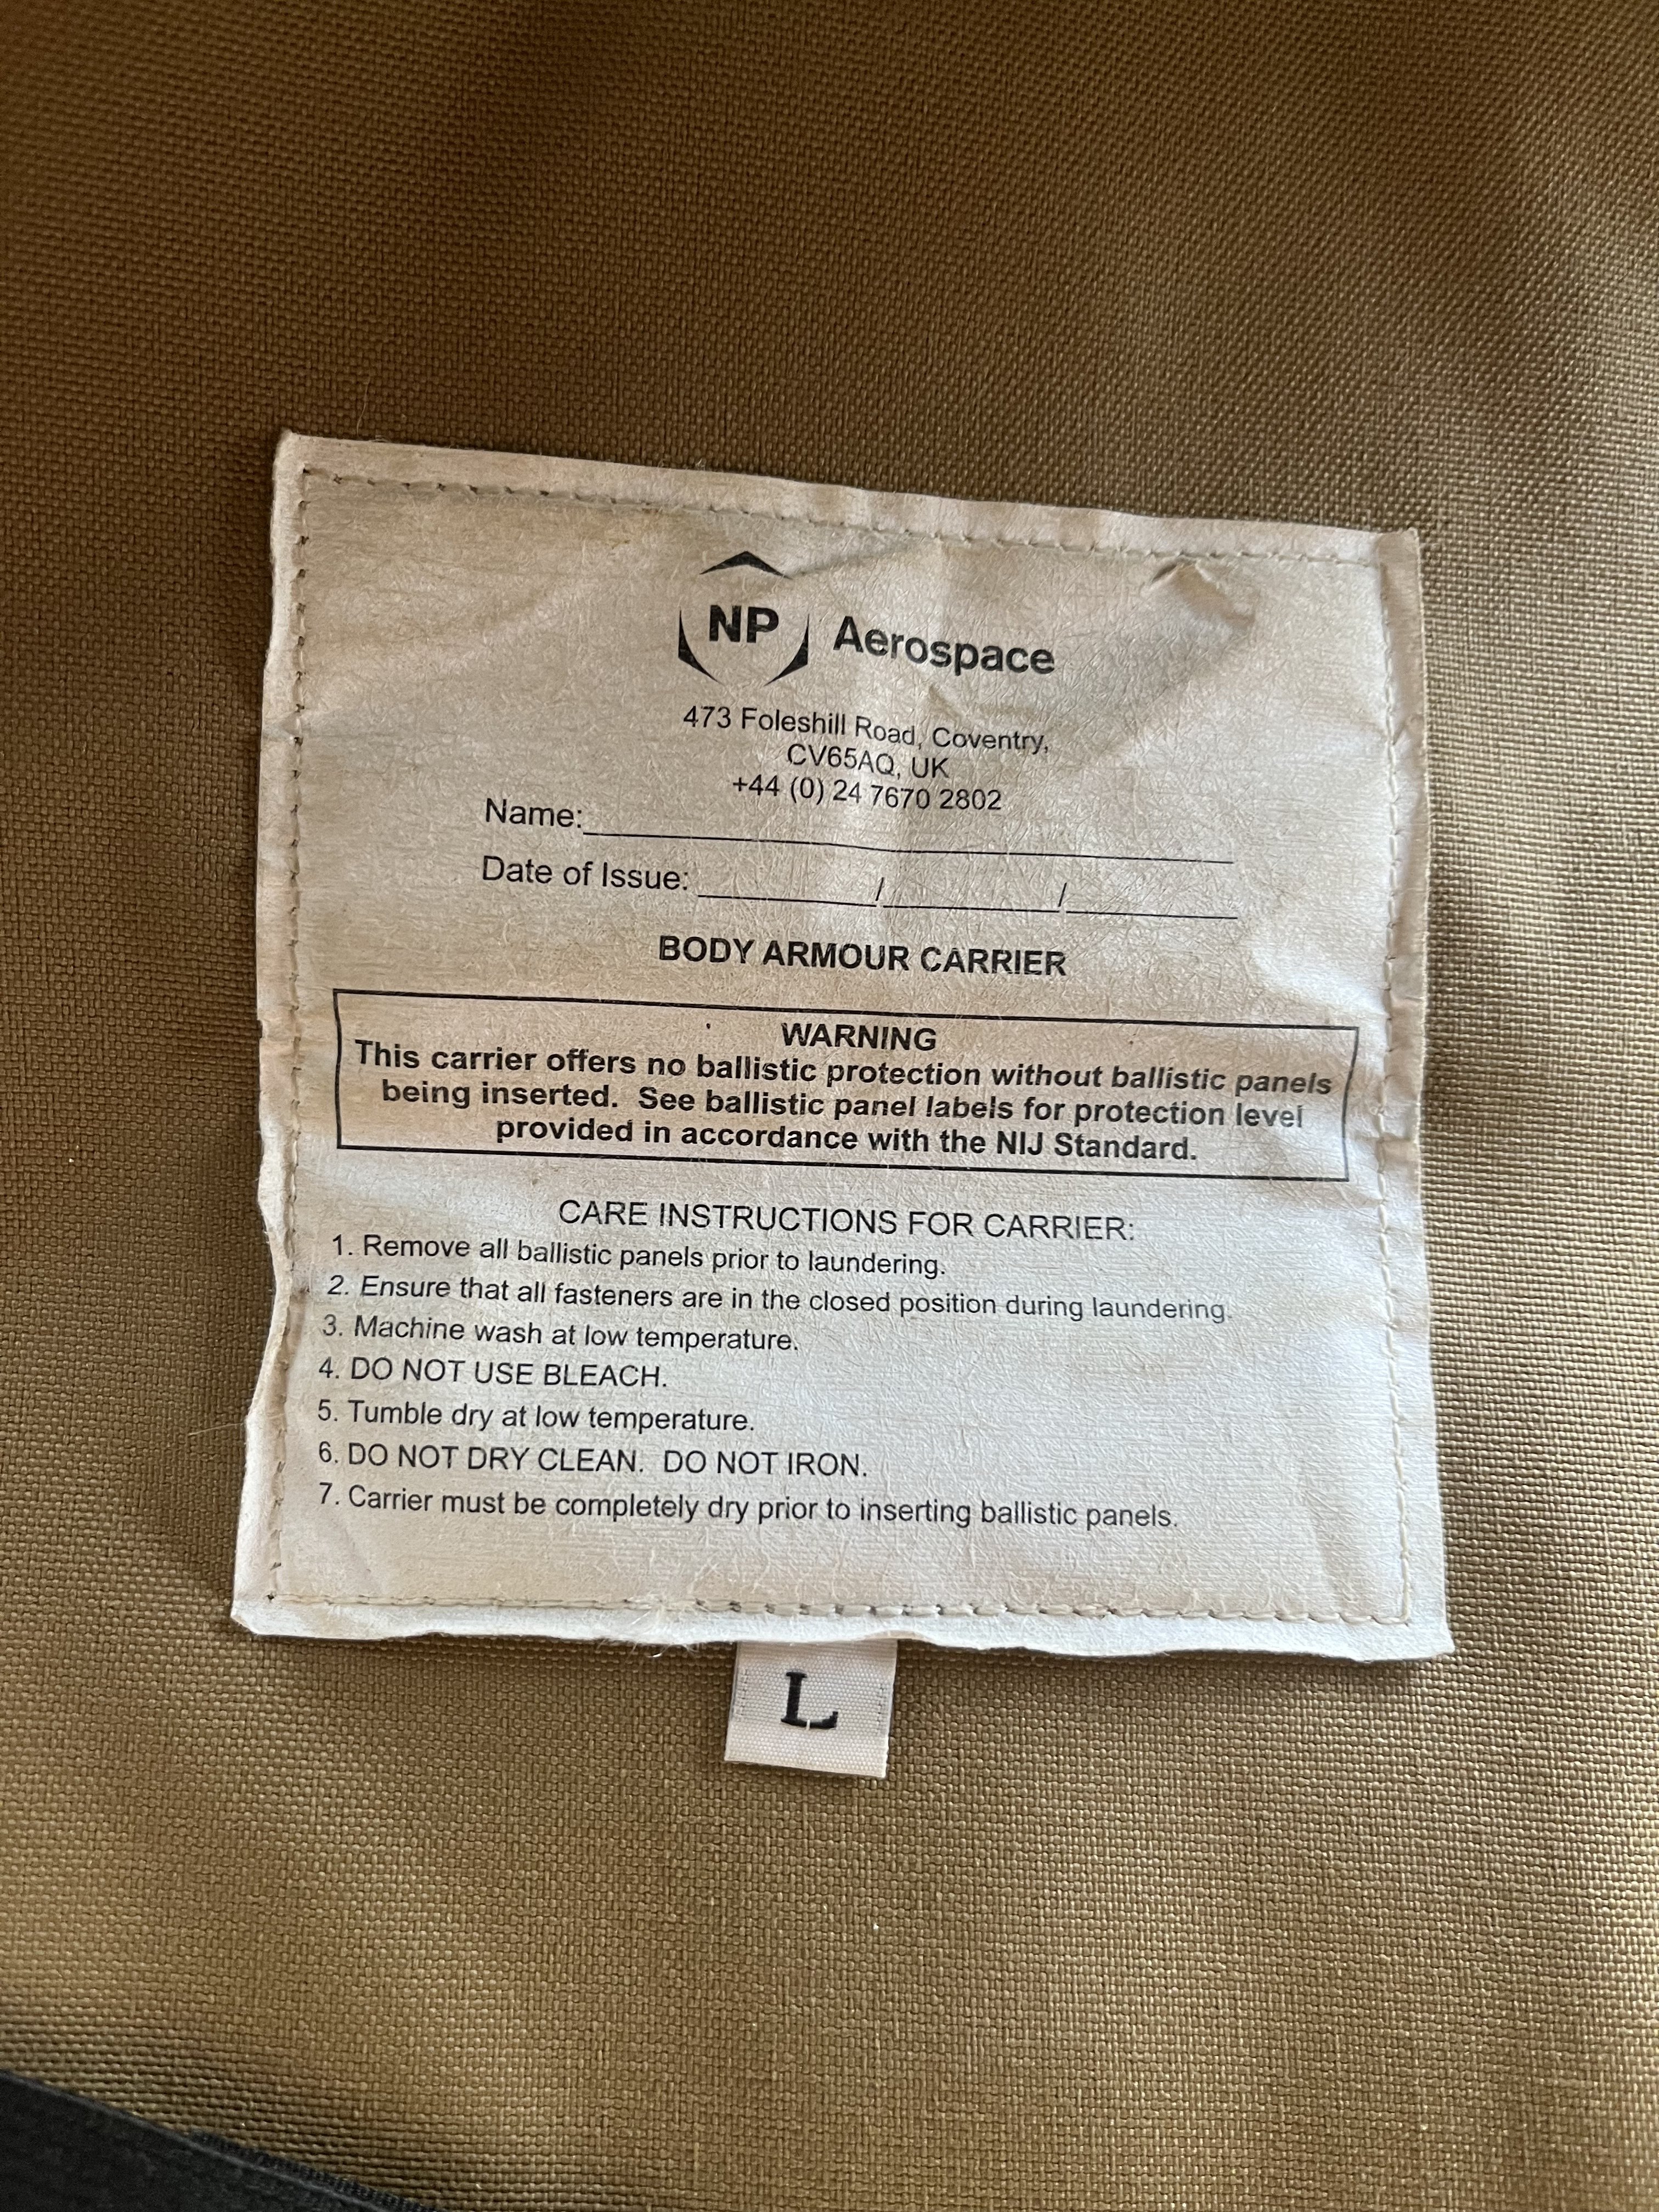 NP Aerospace
473 Foleshill Road, Coventry,
CV65AQ, UK
+44 (0) 24 7670 2802
Name:
Date of Issue: / /
BODY ARMOUR CARRIER
WARNING
This carrier offers no ballistic protection without ballistic panels
being inserted. See ballistic panel labels for protection level
provided in accordance with the NIJ Standard.
CARE INSTRUCTIONS FOR CARRIER:
1. Remove all ballistic panels prior to laundering.
2. Ensure that all fasteners are in the closed position during laundering.
3. Machine wash at low temperature.
4. DO NOT USE BLEACH.
5. Tumble dry at low temperature.
6. DO NOT DRY CLEAN. DO NOT IRON.
7. Carrier must be completely dry prior to inserting ballistic panels.
L